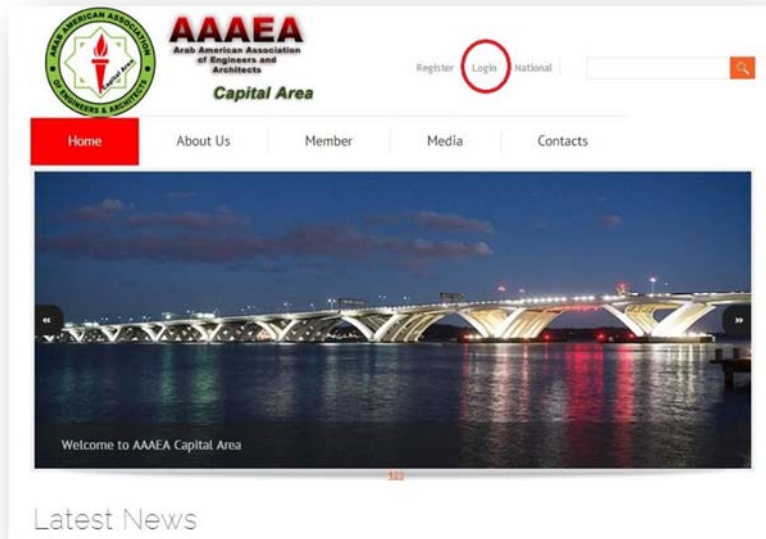 ARAB AMERICAN ASSOCIATION
OF ENGINEERS & ARCHITECTS
Capital Area
AAAEA
Arab American Association
of Engineers and
Architects
Capital Area
Register Login National
Home About Us Member Media Contacts
«
»
Welcome to AAAEA Capital Area
123
Latest News